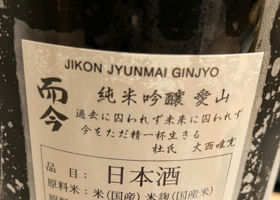 JIKON JYUNMAI GINJYO
而今 純米吟醸 愛山
過去に囚われず未来に囚われず
今をただ精一杯生きる
杜氏 大西唯克
品目:日本酒
原料米:米(国産)米麹(国産米)